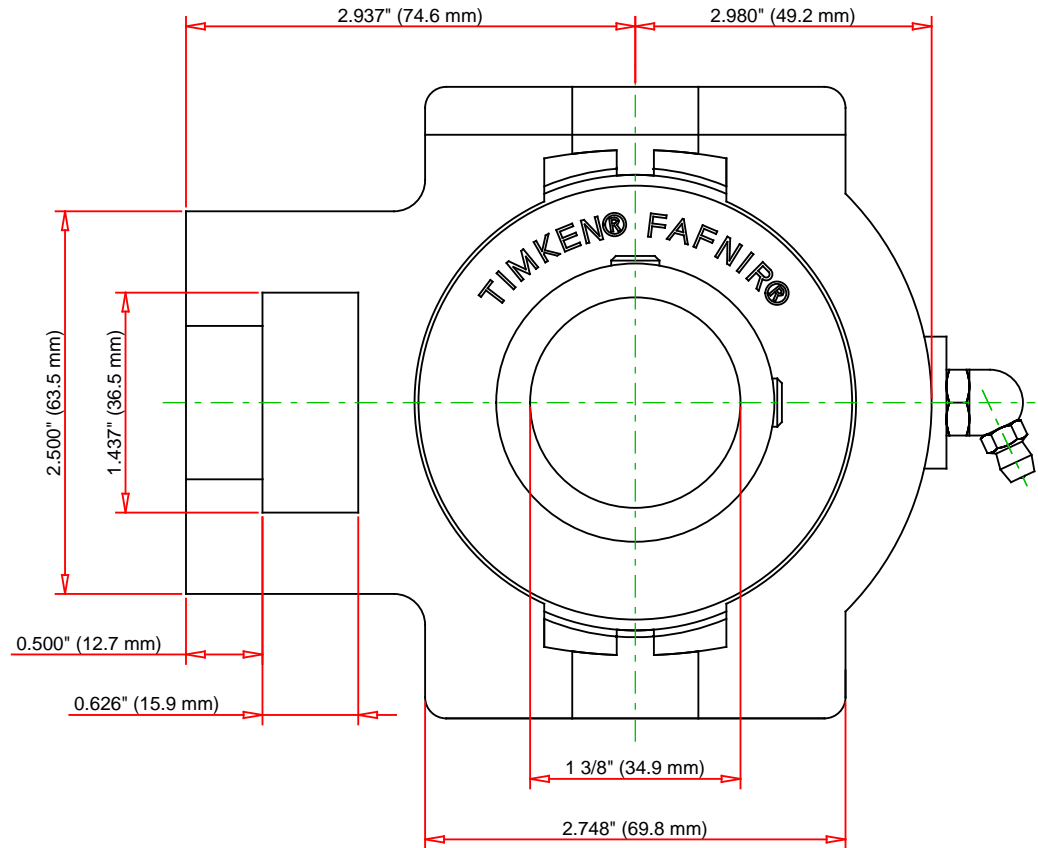 2.937" (74.6 mm)
2.980" (49.2 mm)
TIMKEN® FAFNIR®
2.500" (63.5 mm)
1.437" (36.5 mm)
0.500" (12.7 mm)
0.626" (15.9 mm)
1 3/8" (34.9 mm)
2.748" (69.8 mm)